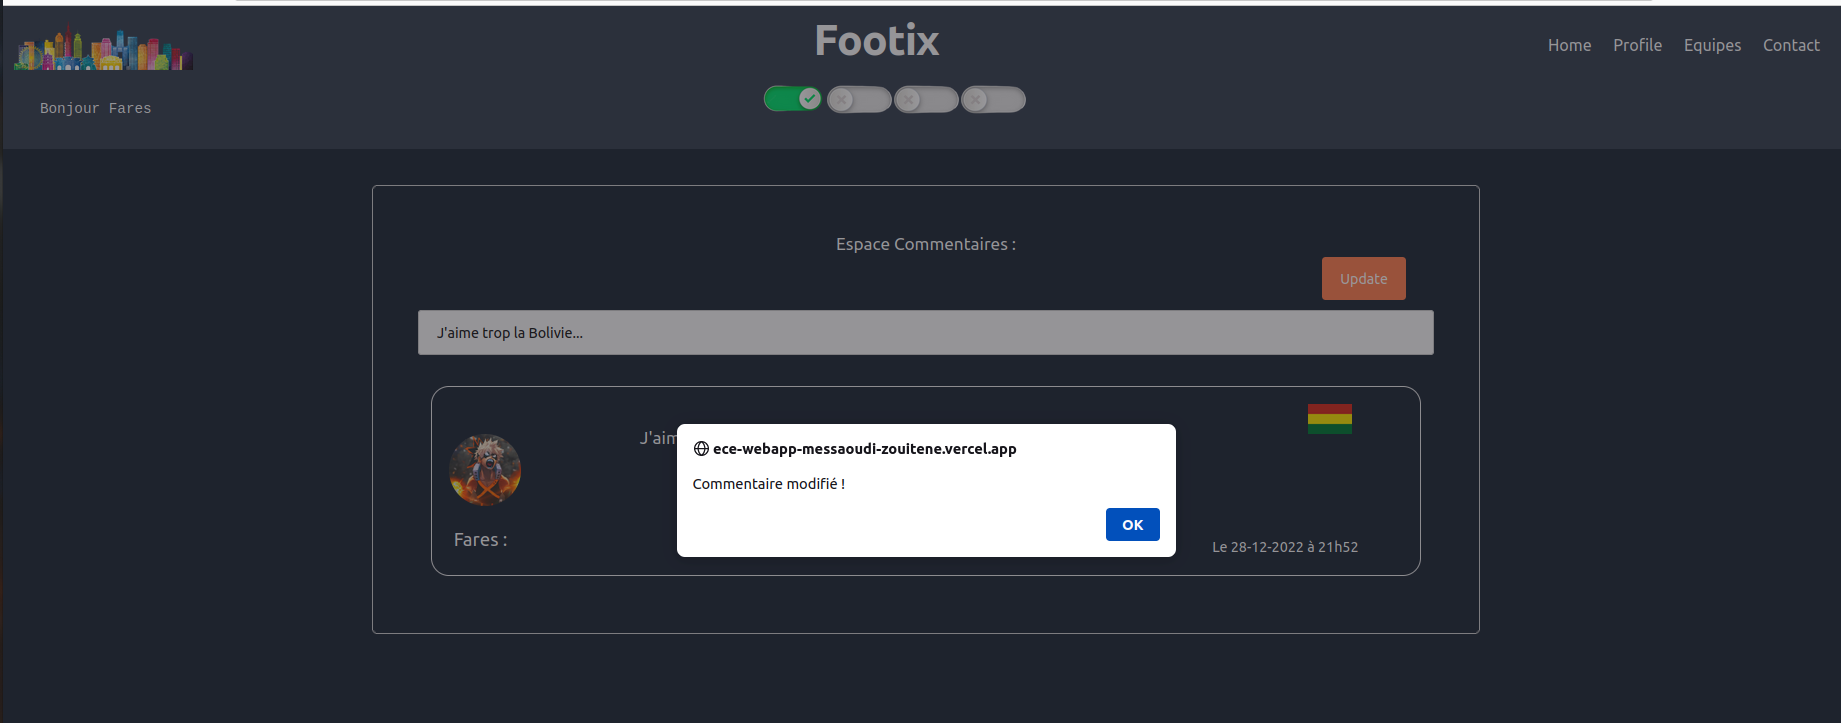 Footix
Home Profile Equipes Contact
Bonjour Fares
Espace Commentaires :
Update
J'aime trop la Bolivie...
ece-webapp-messaoudi-zouitene.vercel.app
Commentaire modifié !
OK
Fares :
Le 28-12-2022 à 21h52